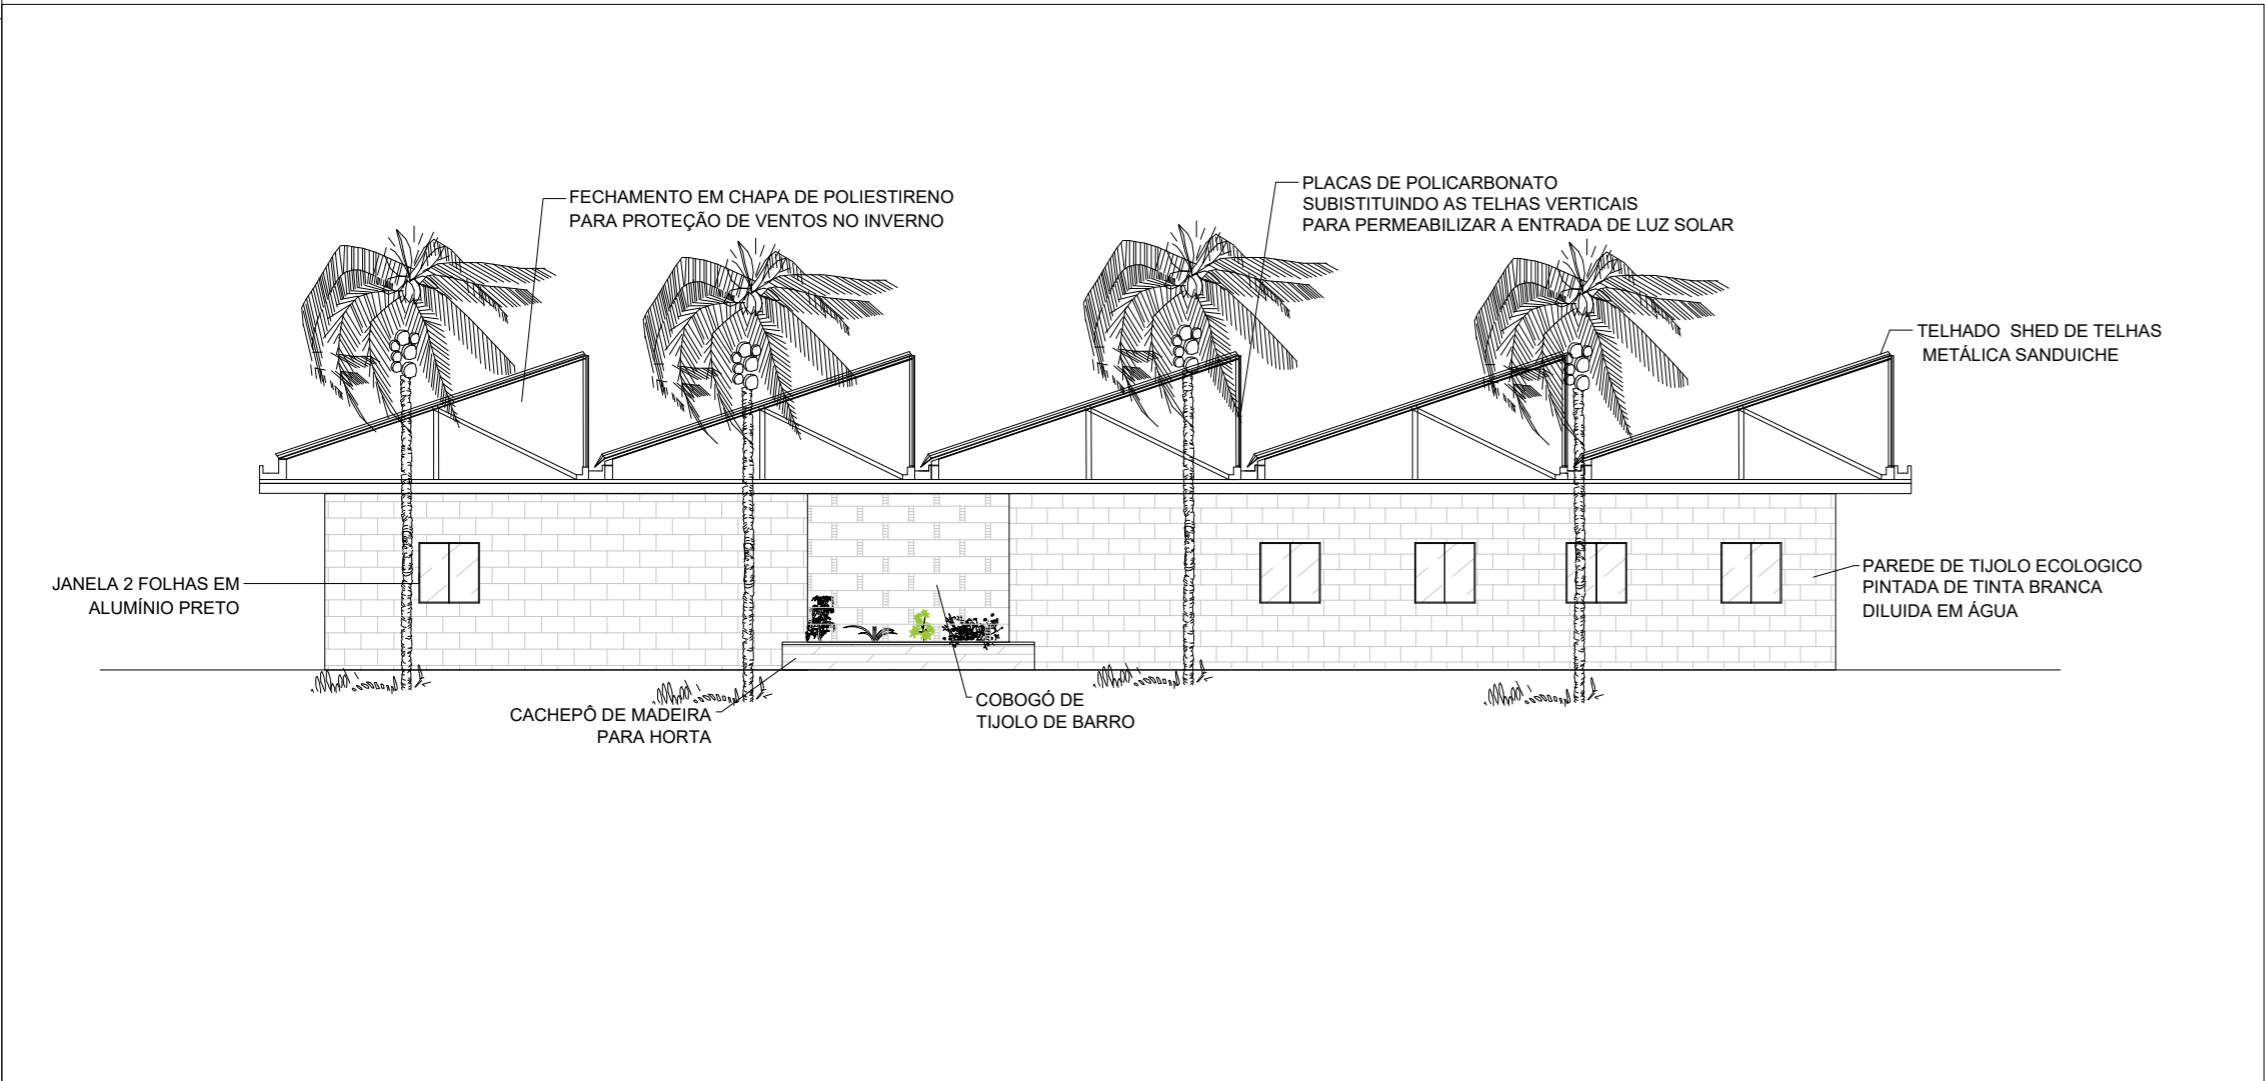 FECHAMENTO EM CHAPA DE POLIESTIRENO
PARA PROTEÇÃO DE VENTOS NO INVERNO
PLACAS DE POLICARBONATO
SUBISTITUINDO AS TELHAS VERTICAIS
PARA PERMEABILIZAR A ENTRADA DE LUZ SOLAR
TELHADO SHED DE TELHAS
METÁLICA SANDUICHE
JANELA 2 FOLHAS EM
ALUMÍNIO PRETO
PAREDE DE TIJOLO ECOLOGICO
PINTADA DE TINTA BRANCA
DILUIDA EM ÁGUA
CACHEPÔ DE MADEIRA
PARA HORTA
COBOGÓ DE
TIJOLO DE BARRO